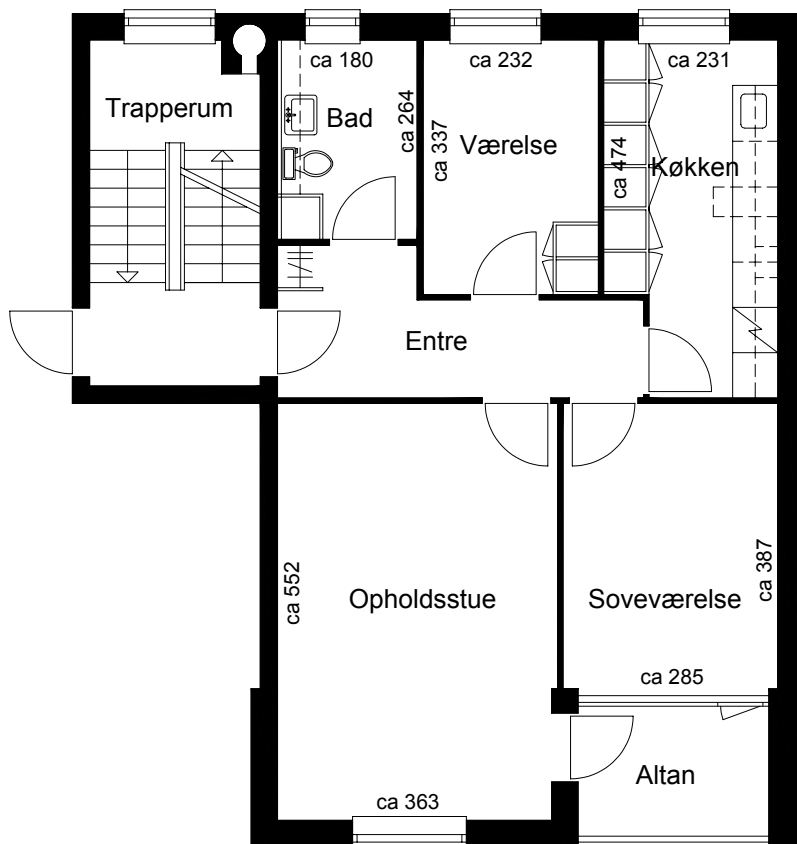 ca 180
ca 232
ca 231
Trapperum
Bad
ca 264
ca 337
Værelse
ca 474
Køkken
Entre
ca 552
Opholdsstue
Soveværelse
ca 387
ca 285
Altan
ca 363